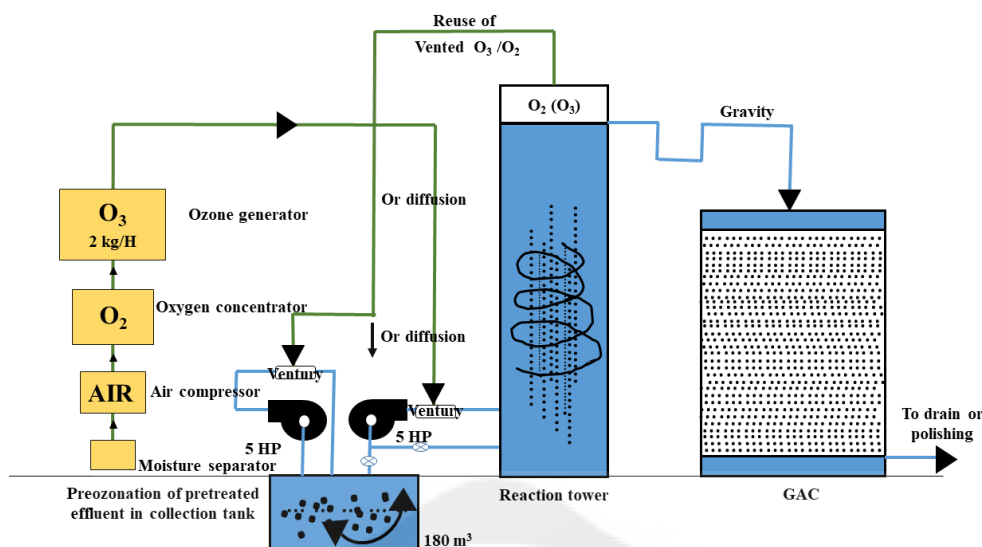 Reuse of
Vented O₃ /O₂
O₂ (O₃)
Gravity
O₃
2 kg/H
Ozone generator
Or diffusion
O₂
Oxygen concentrator
Or diffusion
Ventury
AIR
Air compressor
Ventury
5 HP
5 HP
Moisture separator
To drain or
polishing
Preozonation of pretreated
effluent in collection tank
Reaction tower
GAC
180 m³